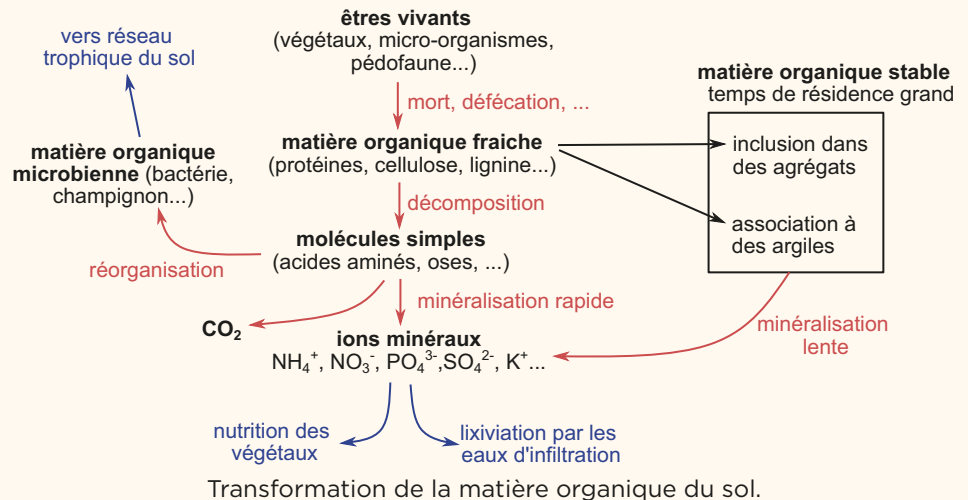 êtres vivants
(végétaux, micro-organismes,
pédofaune...)
vers réseau
trophique du sol
mort, défécation, ...
matière organique stable
temps de résidence grand
matière organique fraiche
(protéines, cellulose, lignine...)
inclusion dans
des agrégats
matière organique
microbienne (bactérie,
champignon...)
décomposition
association à
des argiles
molécules simples
(acides aminés, oses, ...)
réorganisation
minéralisation rapide
CO₂
minéralisation
lente
ions minéraux
NH₄⁺, NO₃⁻, PO₄³⁻,SO₄²⁻, K⁺...
nutrition des
végétaux
lixiviation par les
eaux d'infiltration
Transformation de la matière organique du sol.